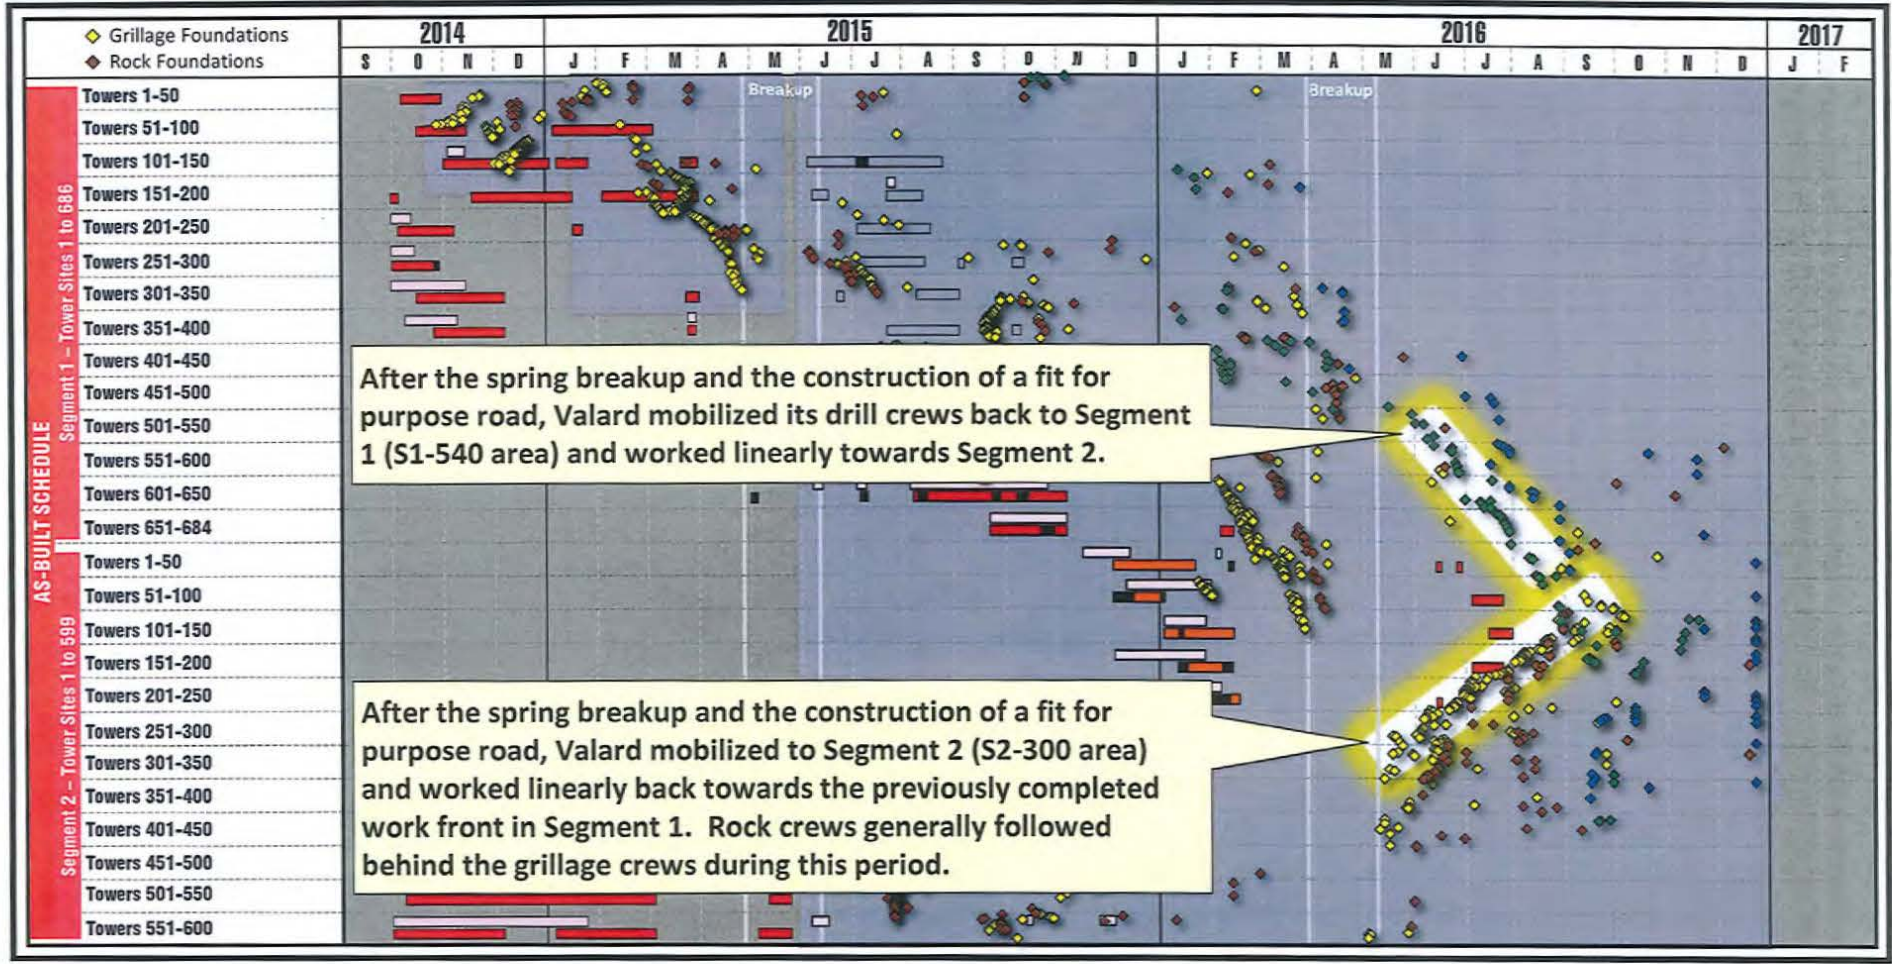 Grillage Foundations
Rock Foundations
2014
2015
2016
2017
S O N D J F M A M J J A S O N D J F M A M J J A S O N D J F
AS-BUILT SCHEDULE
Segment 1 – Tower Sites 1 to 686
Towers 1-50
Towers 51-100
Towers 101-150
Towers 151-200
Towers 201-250
Towers 251-300
Towers 301-350
Towers 351-400
Towers 401-450
Towers 451-500
Towers 501-550
Towers 551-600
Towers 601-650
Towers 651-684
Segment 2 – Tower Sites 1 to 599
Towers 1-50
Towers 51-100
Towers 101-150
Towers 151-200
Towers 201-250
Towers 251-300
Towers 301-350
Towers 351-400
Towers 401-450
Towers 451-500
Towers 501-550
Towers 551-600
Breakup
Breakup
After the spring breakup and the construction of a fit for
purpose road, Valard mobilized its drill crews back to Segment
1 (S1-540 area) and worked linearly towards Segment 2.
After the spring breakup and the construction of a fit for
purpose road, Valard mobilized to Segment 2 (S2-300 area)
and worked linearly back towards the previously completed
work front in Segment 1. Rock crews generally followed
behind the grillage crews during this period.